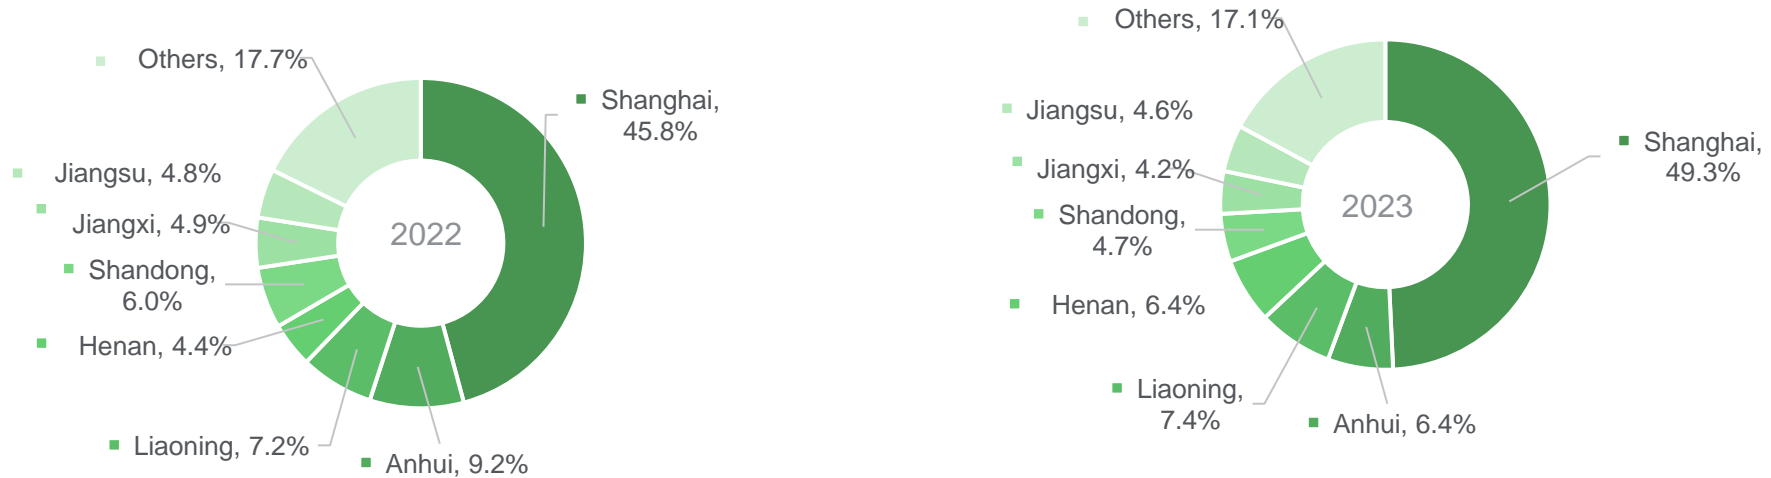 Others, 17.7%
Shanghai,
45.8%
Jiangsu, 4.8%
Jiangxi, 4.9%
2022
Shandong,
6.0%
Henan, 4.4%
Liaoning, 7.2%
Anhui, 9.2%
Others, 17.1%
Jiangsu, 4.6%
Shanghai,
49.3%
Jiangxi, 4.2%
2023
Shandong,
4.7%
Henan, 6.4%
Liaoning,
7.4%
Anhui, 6.4%